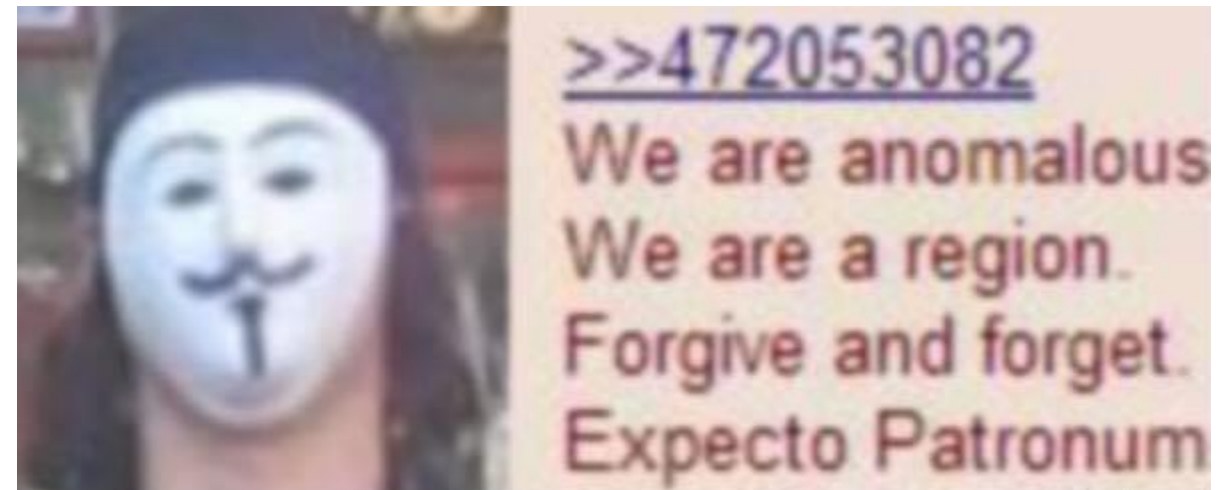 >>472053082
We are anomalous
We are a region.
Forgive and forget.
Expecto Patronum